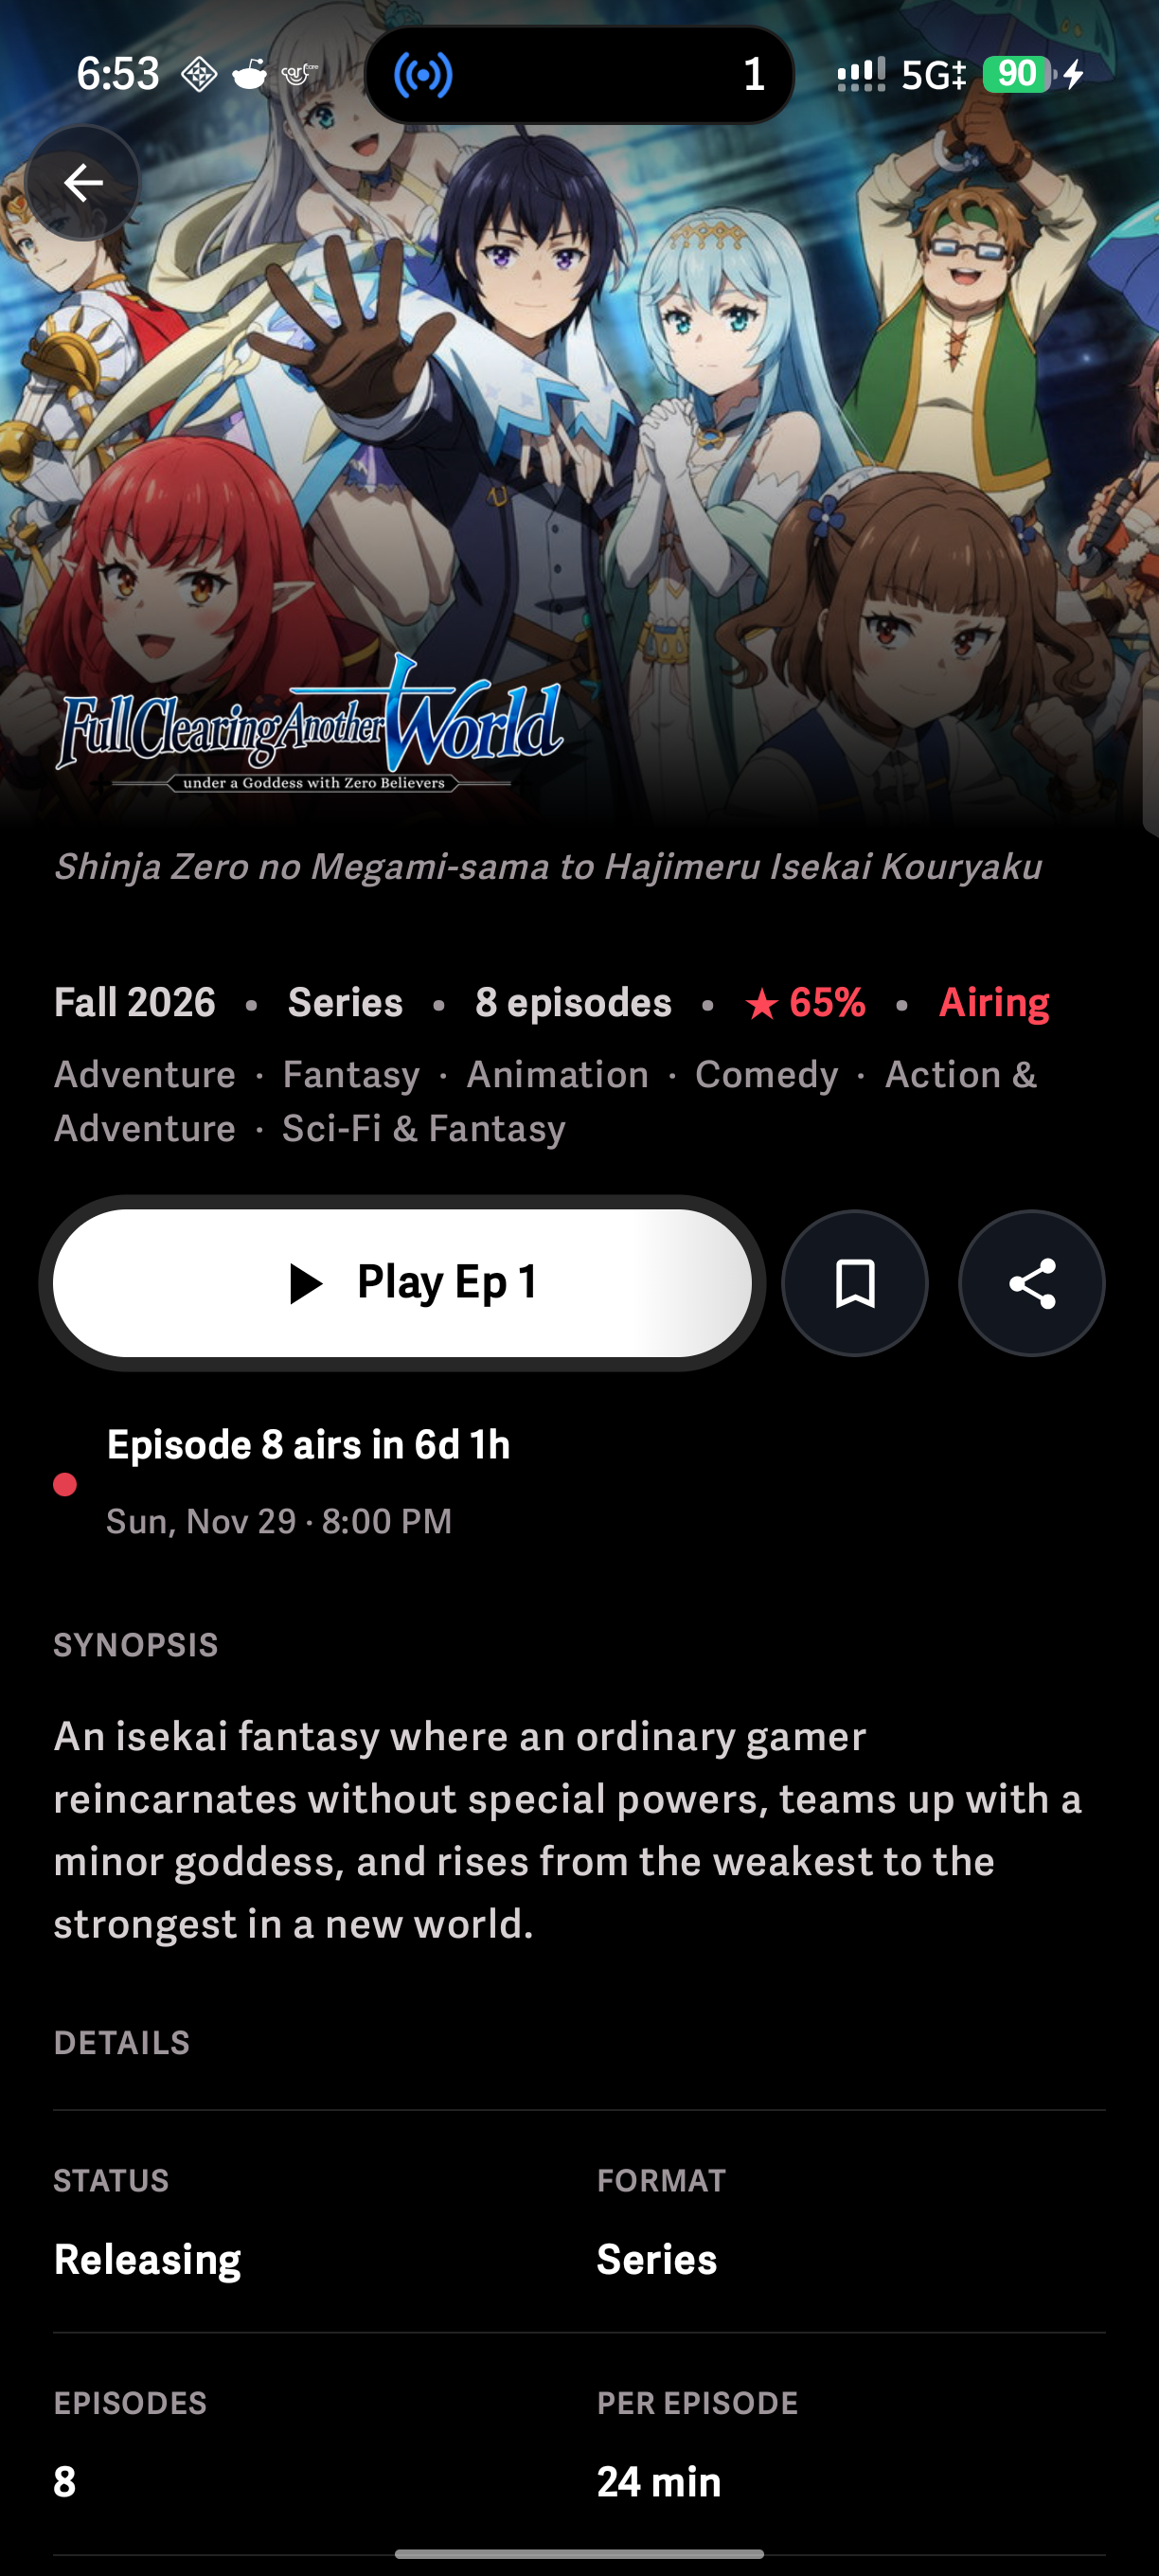 6:53
1
5G‡
90
Full Clearing Another World
under a Goddess with Zero Believers
Shinja Zero no Megami-sama to Hajimeru Isekai Kouryaku
Fall 2026 • Series • 8 episodes • ★ 65% • Airing
Adventure · Fantasy · Animation · Comedy · Action &
Adventure · Sci-Fi & Fantasy
Play Ep 1
Episode 8 airs in 6d 1h
Sun, Nov 29 · 8:00 PM
SYNOPSIS
An isekai fantasy where an ordinary gamer
reincarnates without special powers, teams up with a
minor goddess, and rises from the weakest to the
strongest in a new world.
DETAILS
STATUS
FORMAT
Releasing
Series
EPISODES
PER EPISODE
8
24 min